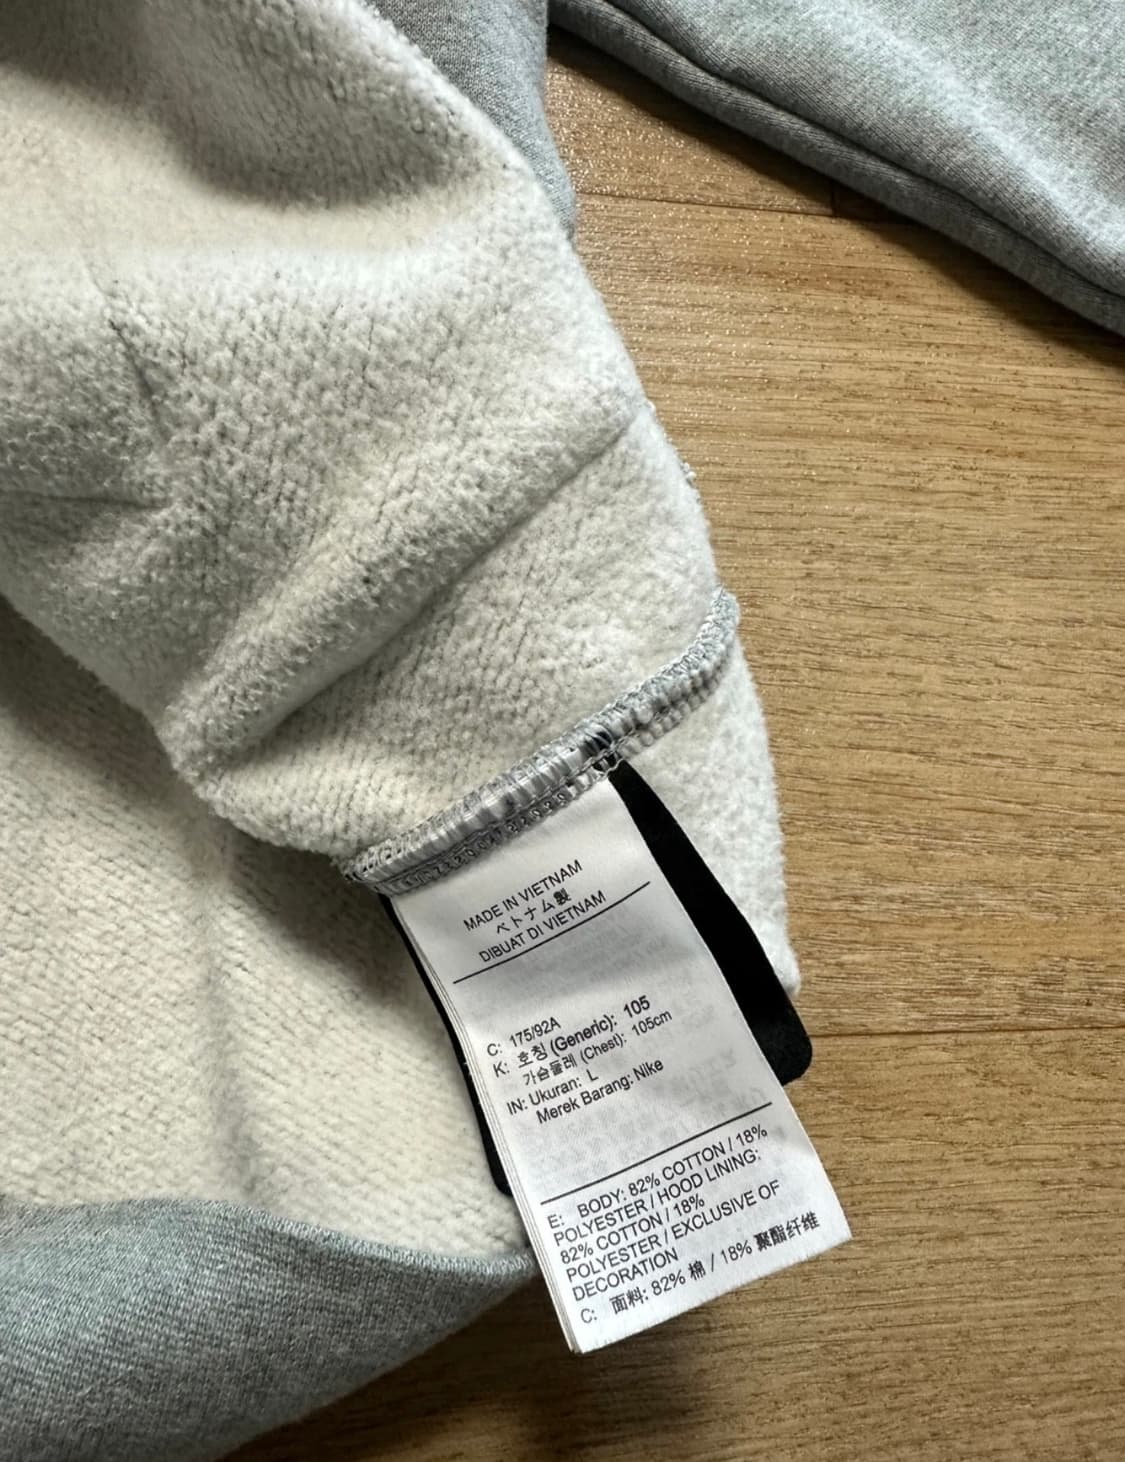 MADE IN VIETNAM
ベトナム製
DIBUAT DI VIETNAM
C: 175/92A
K: 호칭 (Generic): 105
가슴둘레 (Chest): 105cm
IN: Ukuran: L
Merek Barang: Nike
E: BODY: 82% COTTON / 18%
POLYESTER / HOOD LINING:
82% COTTON / 18%
POLYESTER / EXCLUSIVE OF
DECORATION
C: 面料: 82% 棉 / 18% 聚酯纤维